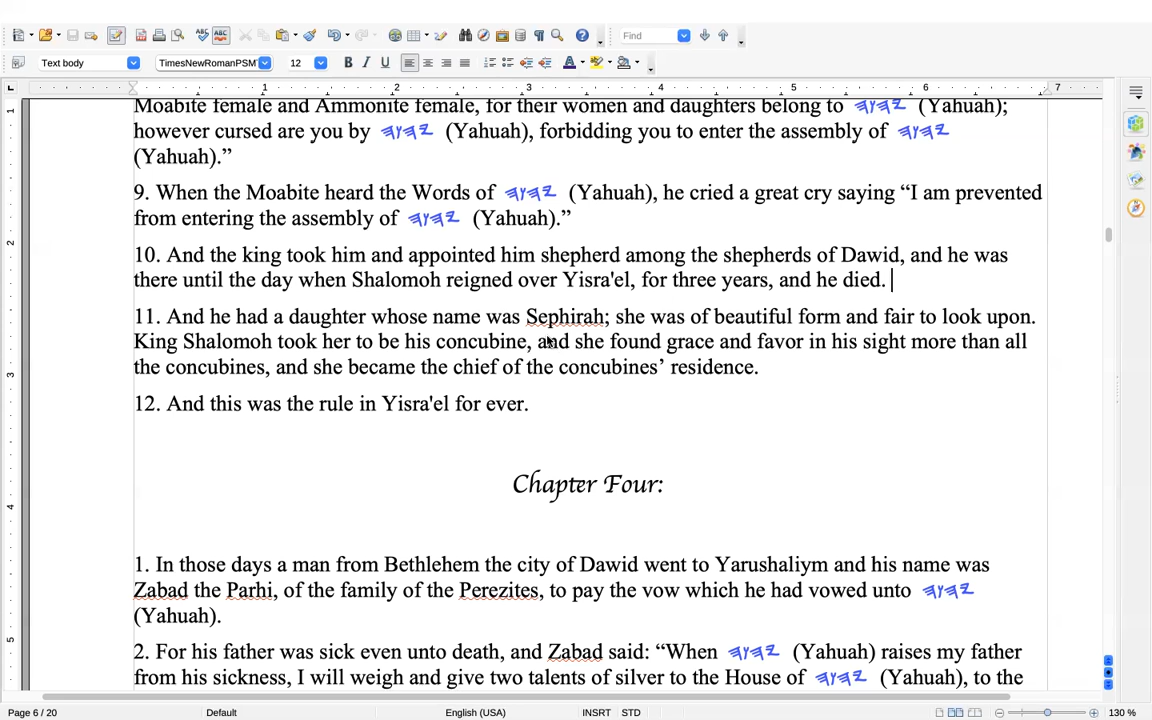 Find
Text body
TimesNewRomanPSMT
12
1 2 3 4 5 6 7
Moabite female and Ammonite female, for their women and daughters belong to 𐤉𐤄𐤅𐤄 (Yahuah);
however cursed are you by 𐤉𐤄𐤅𐤄 (Yahuah), forbidding you to enter the assembly of 𐤉𐤄𐤅𐤄
(Yahuah).”
9. When the Moabite heard the Words of 𐤉𐤄𐤅𐤄 (Yahuah), he cried a great cry saying “I am prevented
from entering the assembly of 𐤉𐤄𐤅𐤄 (Yahuah).”
10. And the king took him and appointed him shepherd among the shepherds of Dawid, and he was
there until the day when Shalomoh reigned over Yisra'el, for three years, and he died.
11. And he had a daughter whose name was Sephirah; she was of beautiful form and fair to look upon.
King Shalomoh took her to be his concubine, and she found grace and favor in his sight more than all
the concubines, and she became the chief of the concubines’ residence.
12. And this was the rule in Yisra'el for ever.
Chapter Four:
1. In those days a man from Bethlehem the city of Dawid went to Yarushaliym and his name was
Zabad the Parhi, of the family of the Perezites, to pay the vow which he had vowed unto 𐤉𐤄𐤅𐤄
(Yahuah).
2. For his father was sick even unto death, and Zabad said: “When 𐤉𐤄𐤅𐤄 (Yahuah) raises my father
from his sickness, I will weigh and give two talents of silver to the House of 𐤉𐤄𐤅𐤄 (Yahuah), to the
Page 6 / 20 Default English (USA) INSRT STD 130 %